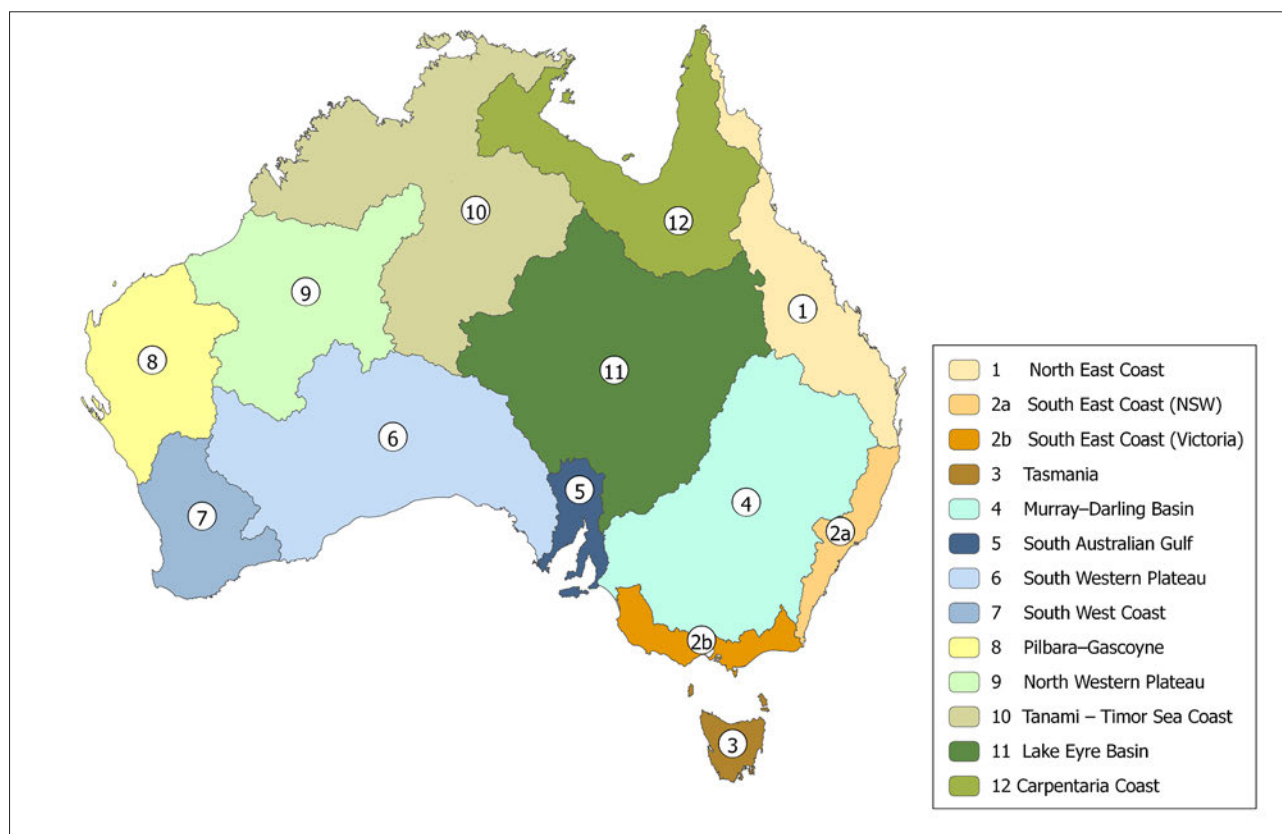 12
10
9
1
8
11
6
5
4
7
2a
2b
3
1 North East Coast
2a South East Coast (NSW)
2b South East Coast (Victoria)
3 Tasmania
4 Murray–Darling Basin
5 South Australian Gulf
6 South Western Plateau
7 South West Coast
8 Pilbara–Gascoyne
9 North Western Plateau
10 Tanami – Timor Sea Coast
11 Lake Eyre Basin
12 Carpentaria Coast